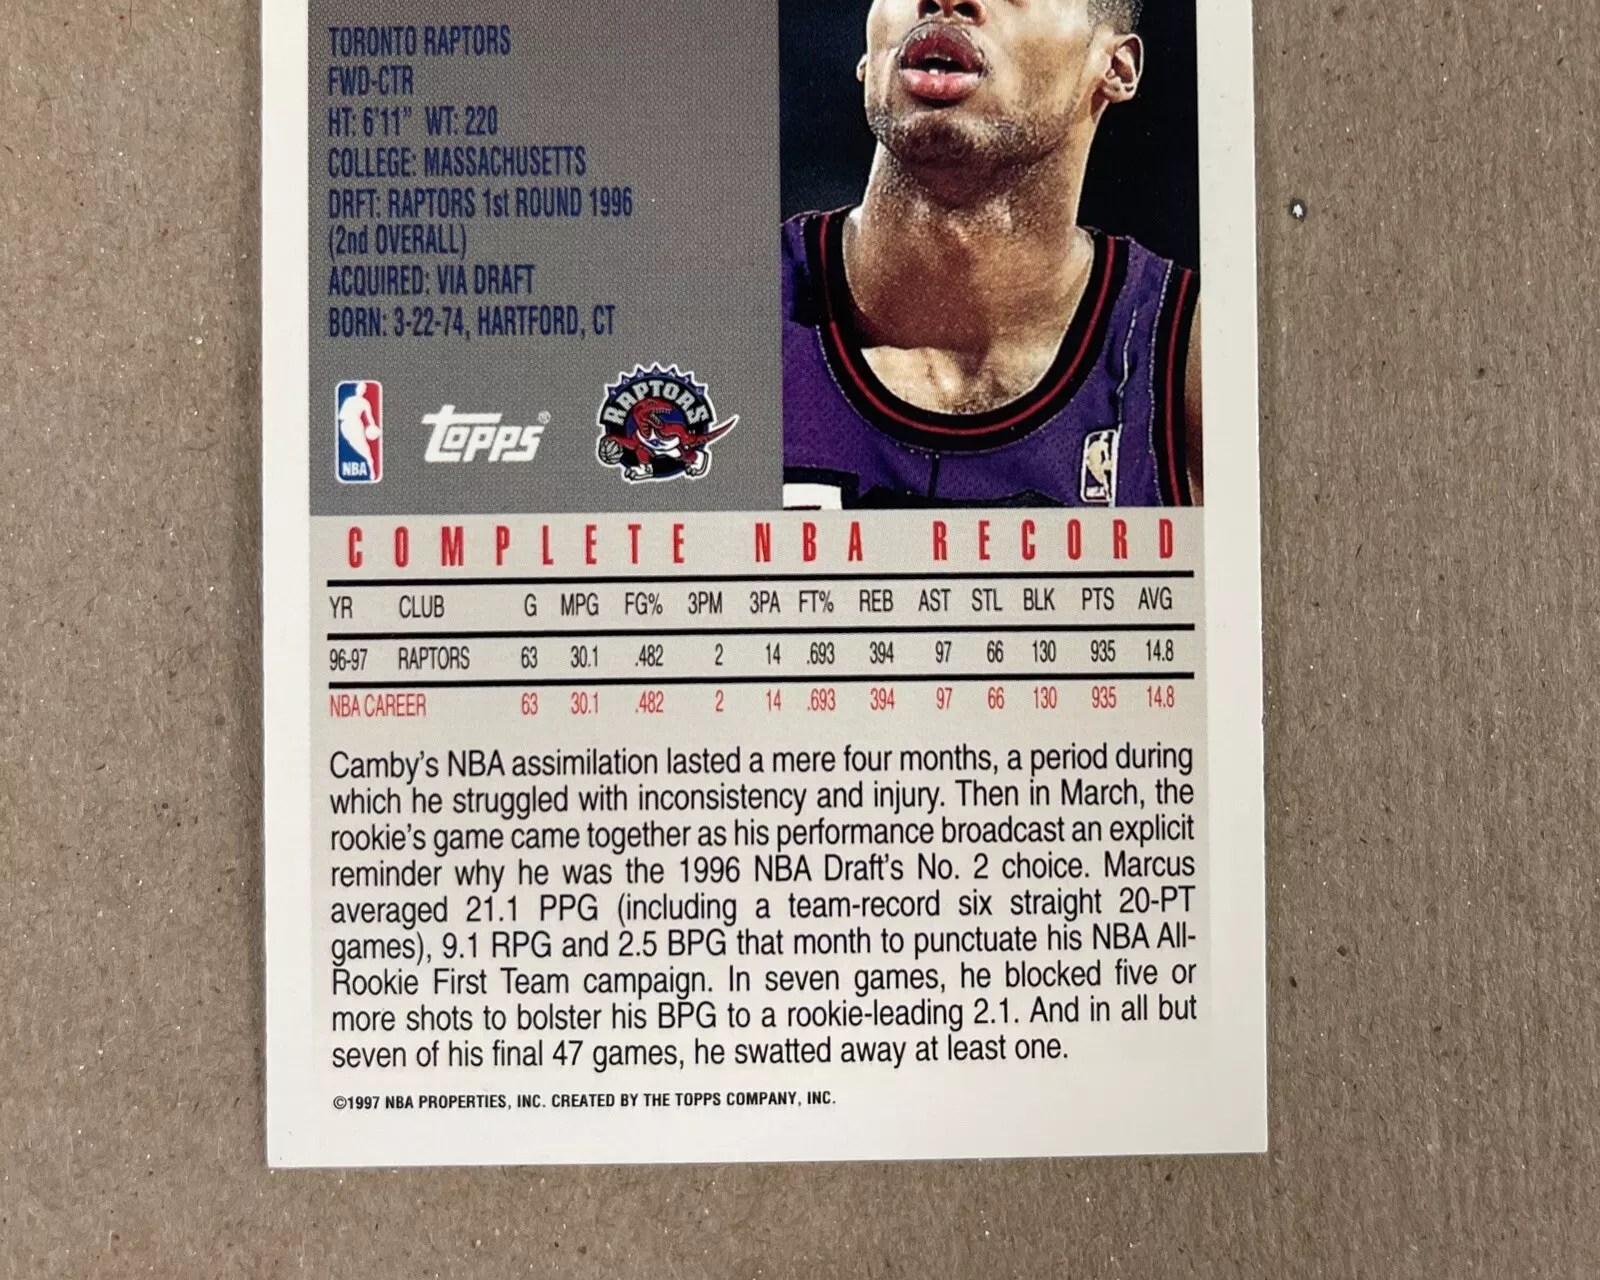 TORONTO RAPTORS
FWD-CTR
HT: 6'11" WT: 220
COLLEGE: MASSACHUSETTS
DRFT: RAPTORS 1st ROUND 1996
(2nd OVERALL)
ACQUIRED: VIA DRAFT
BORN: 3-22-74, HARTFORD, CT
NBA
TOPPS®
RAPTORS
NBA
COMPLETE NBA RECORD
YR CLUB G MPG FG% 3PM 3PA FT% REB AST STL BLK PTS AVG
96-97 RAPTORS 63 30.1 .482 2 14 .693 394 97 66 130 935 14.8
NBA CAREER 63 30.1 .482 2 14 .693 394 97 66 130 935 14.8
Camby's NBA assimilation lasted a mere four months, a period during
which he struggled with inconsistency and injury. Then in March, the
rookie's game came together as his performance broadcast an explicit
reminder why he was the 1996 NBA Draft's No. 2 choice. Marcus
averaged 21.1 PPG (including a team-record six straight 20-PT
games), 9.1 RPG and 2.5 BPG that month to punctuate his NBA All-
Rookie First Team campaign. In seven games, he blocked five or
more shots to bolster his BPG to a rookie-leading 2.1. And in all but
seven of his final 47 games, he swatted away at least one.
©1997 NBA PROPERTIES, INC. CREATED BY THE TOPPS COMPANY, INC.